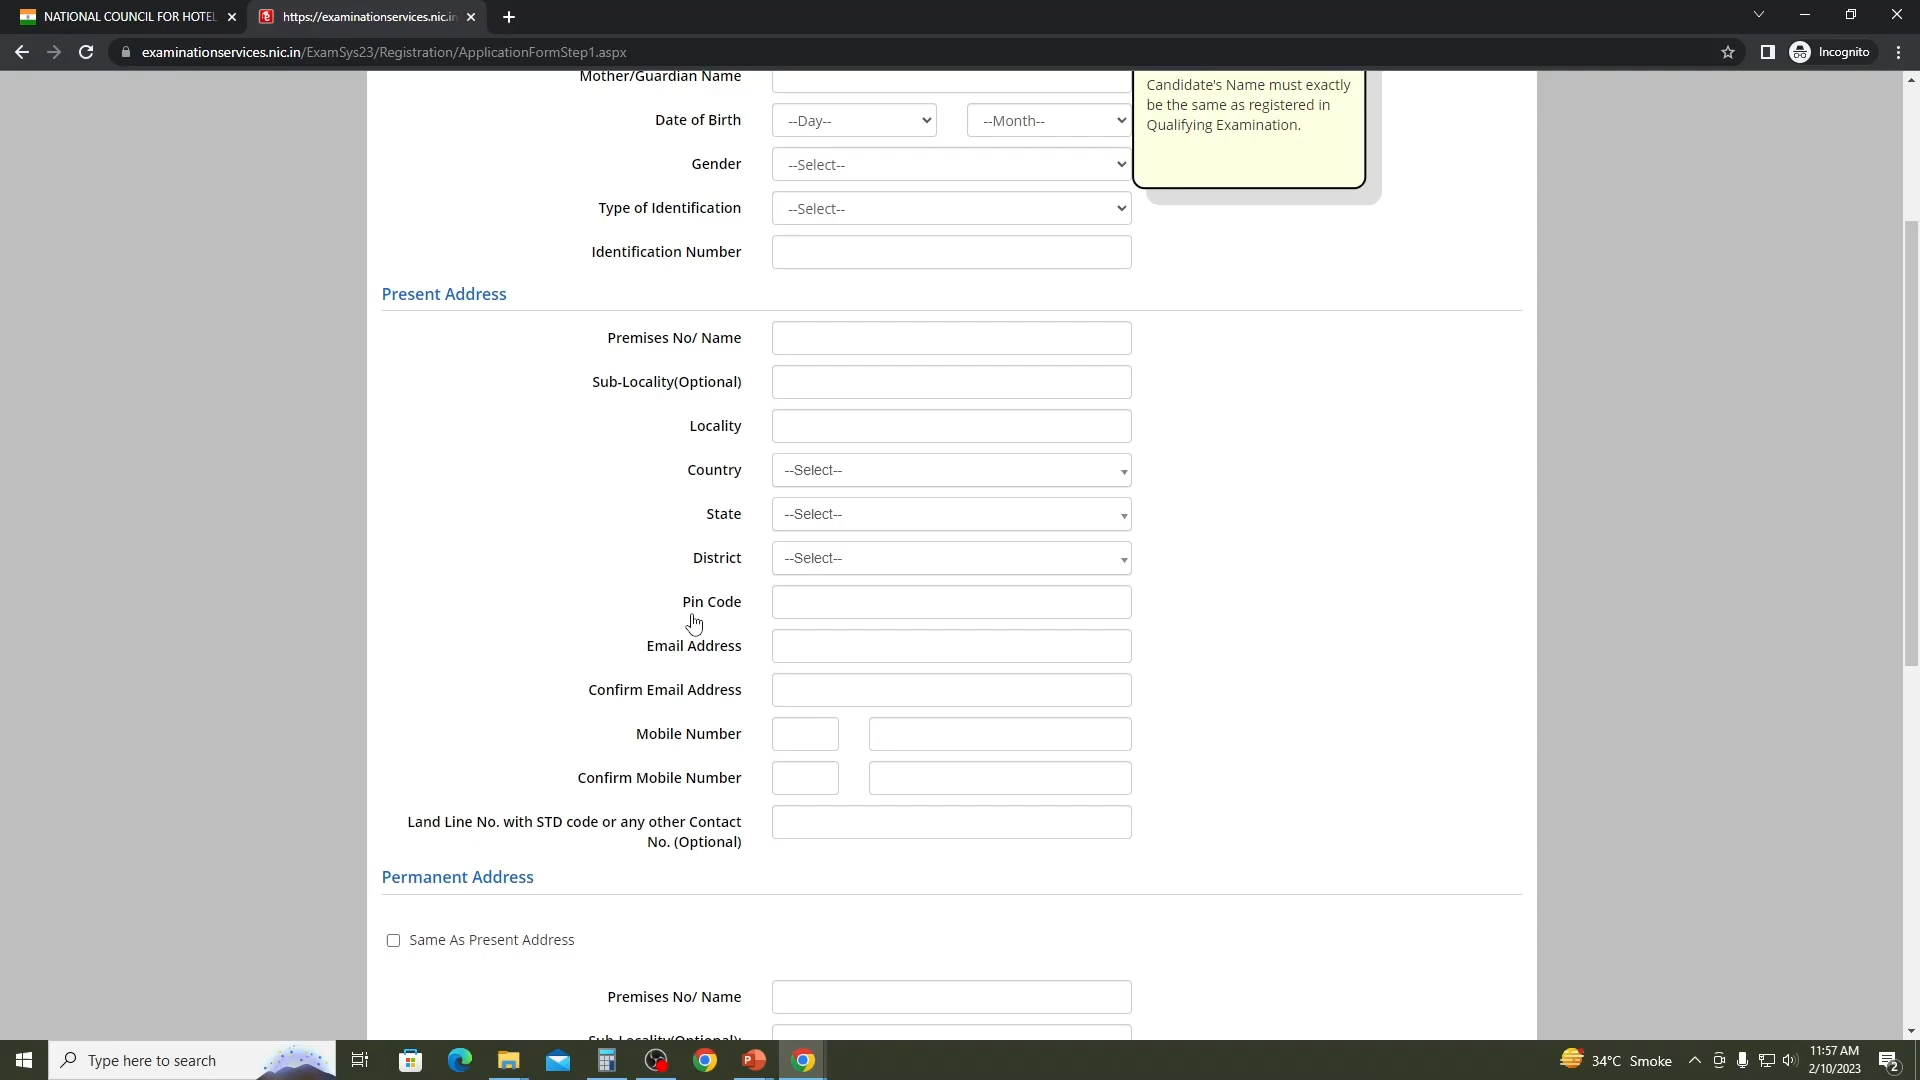 NATIONAL COUNCIL FOR HOTEL
https://examinationservices.nic.in
examinationservices.nic.in/ExamSys23/Registration/ApplicationFormStep1.aspx
Incognito
Mother/Guardian Name
Candidate's Name must exactly
be the same as registered in
Qualifying Examination.
Date of Birth --Day-- --Month--
Gender --Select--
Type of Identification --Select--
Identification Number
Present Address
Premises No/ Name
Sub-Locality(Optional)
Locality
Country --Select--
State --Select--
District --Select--
Pin Code
Email Address
Confirm Email Address
Mobile Number
Confirm Mobile Number
Land Line No. with STD code or any other Contact
No. (Optional)
Permanent Address
Same As Present Address
Premises No/ Name
Sub-Locality(Optional):
Type here to search
34°C Smoke
11:57 AM
2/10/2023
2